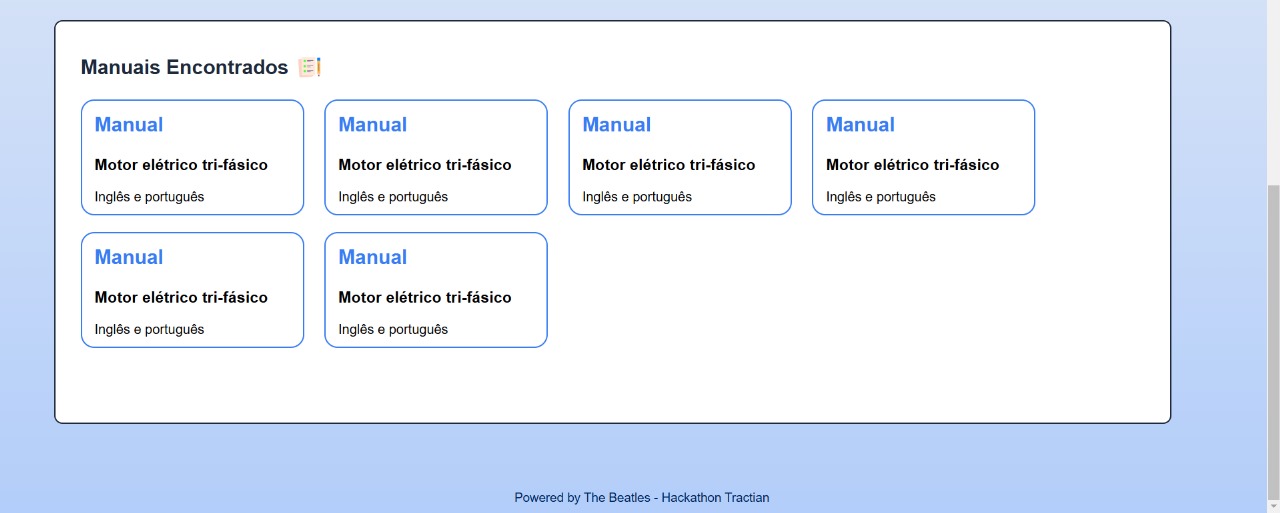 Manuais Encontrados
Manual
Motor elétrico tri-fásico
Inglês e português
Manual
Motor elétrico tri-fásico
Inglês e português
Manual
Motor elétrico tri-fásico
Inglês e português
Manual
Motor elétrico tri-fásico
Inglês e português
Manual
Motor elétrico tri-fásico
Inglês e português
Manual
Motor elétrico tri-fásico
Inglês e português
Powered by The Beatles - Hackathon Tractian